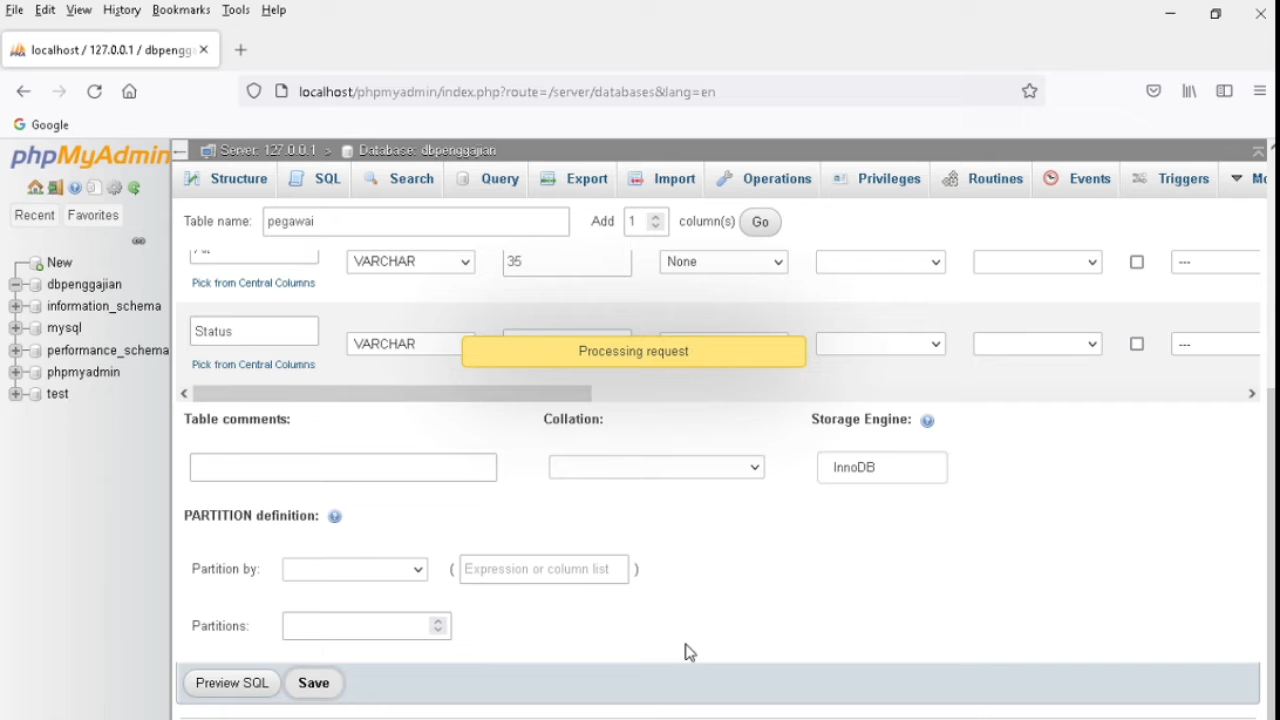 File Edit View History Bookmarks Tools Help
localhost / 127.0.0.1 / dbpengg
localhost/phpmyadmin/index.php?route=/server/databases&lang=en
Google
phpMyAdmin
Server: 127.0.0.1 > Database: dbpenggajian
Structure SQL Search Query Export Import Operations Privileges Routines Events Triggers Mo
Recent Favorites
Table name: pegawai Add 1 column(s) Go
New
dbpenggajian
information_schema
mysql
performance_schema
phpmyadmin
test
VARCHAR 35 None ---
Pick from Central Columns
Status VARCHAR ---
Pick from Central Columns
Processing request
Table comments: Collation: Storage Engine:
InnoDB
PARTITION definition:
Partition by: ( Expression or column list )
Partitions:
Preview SQL Save